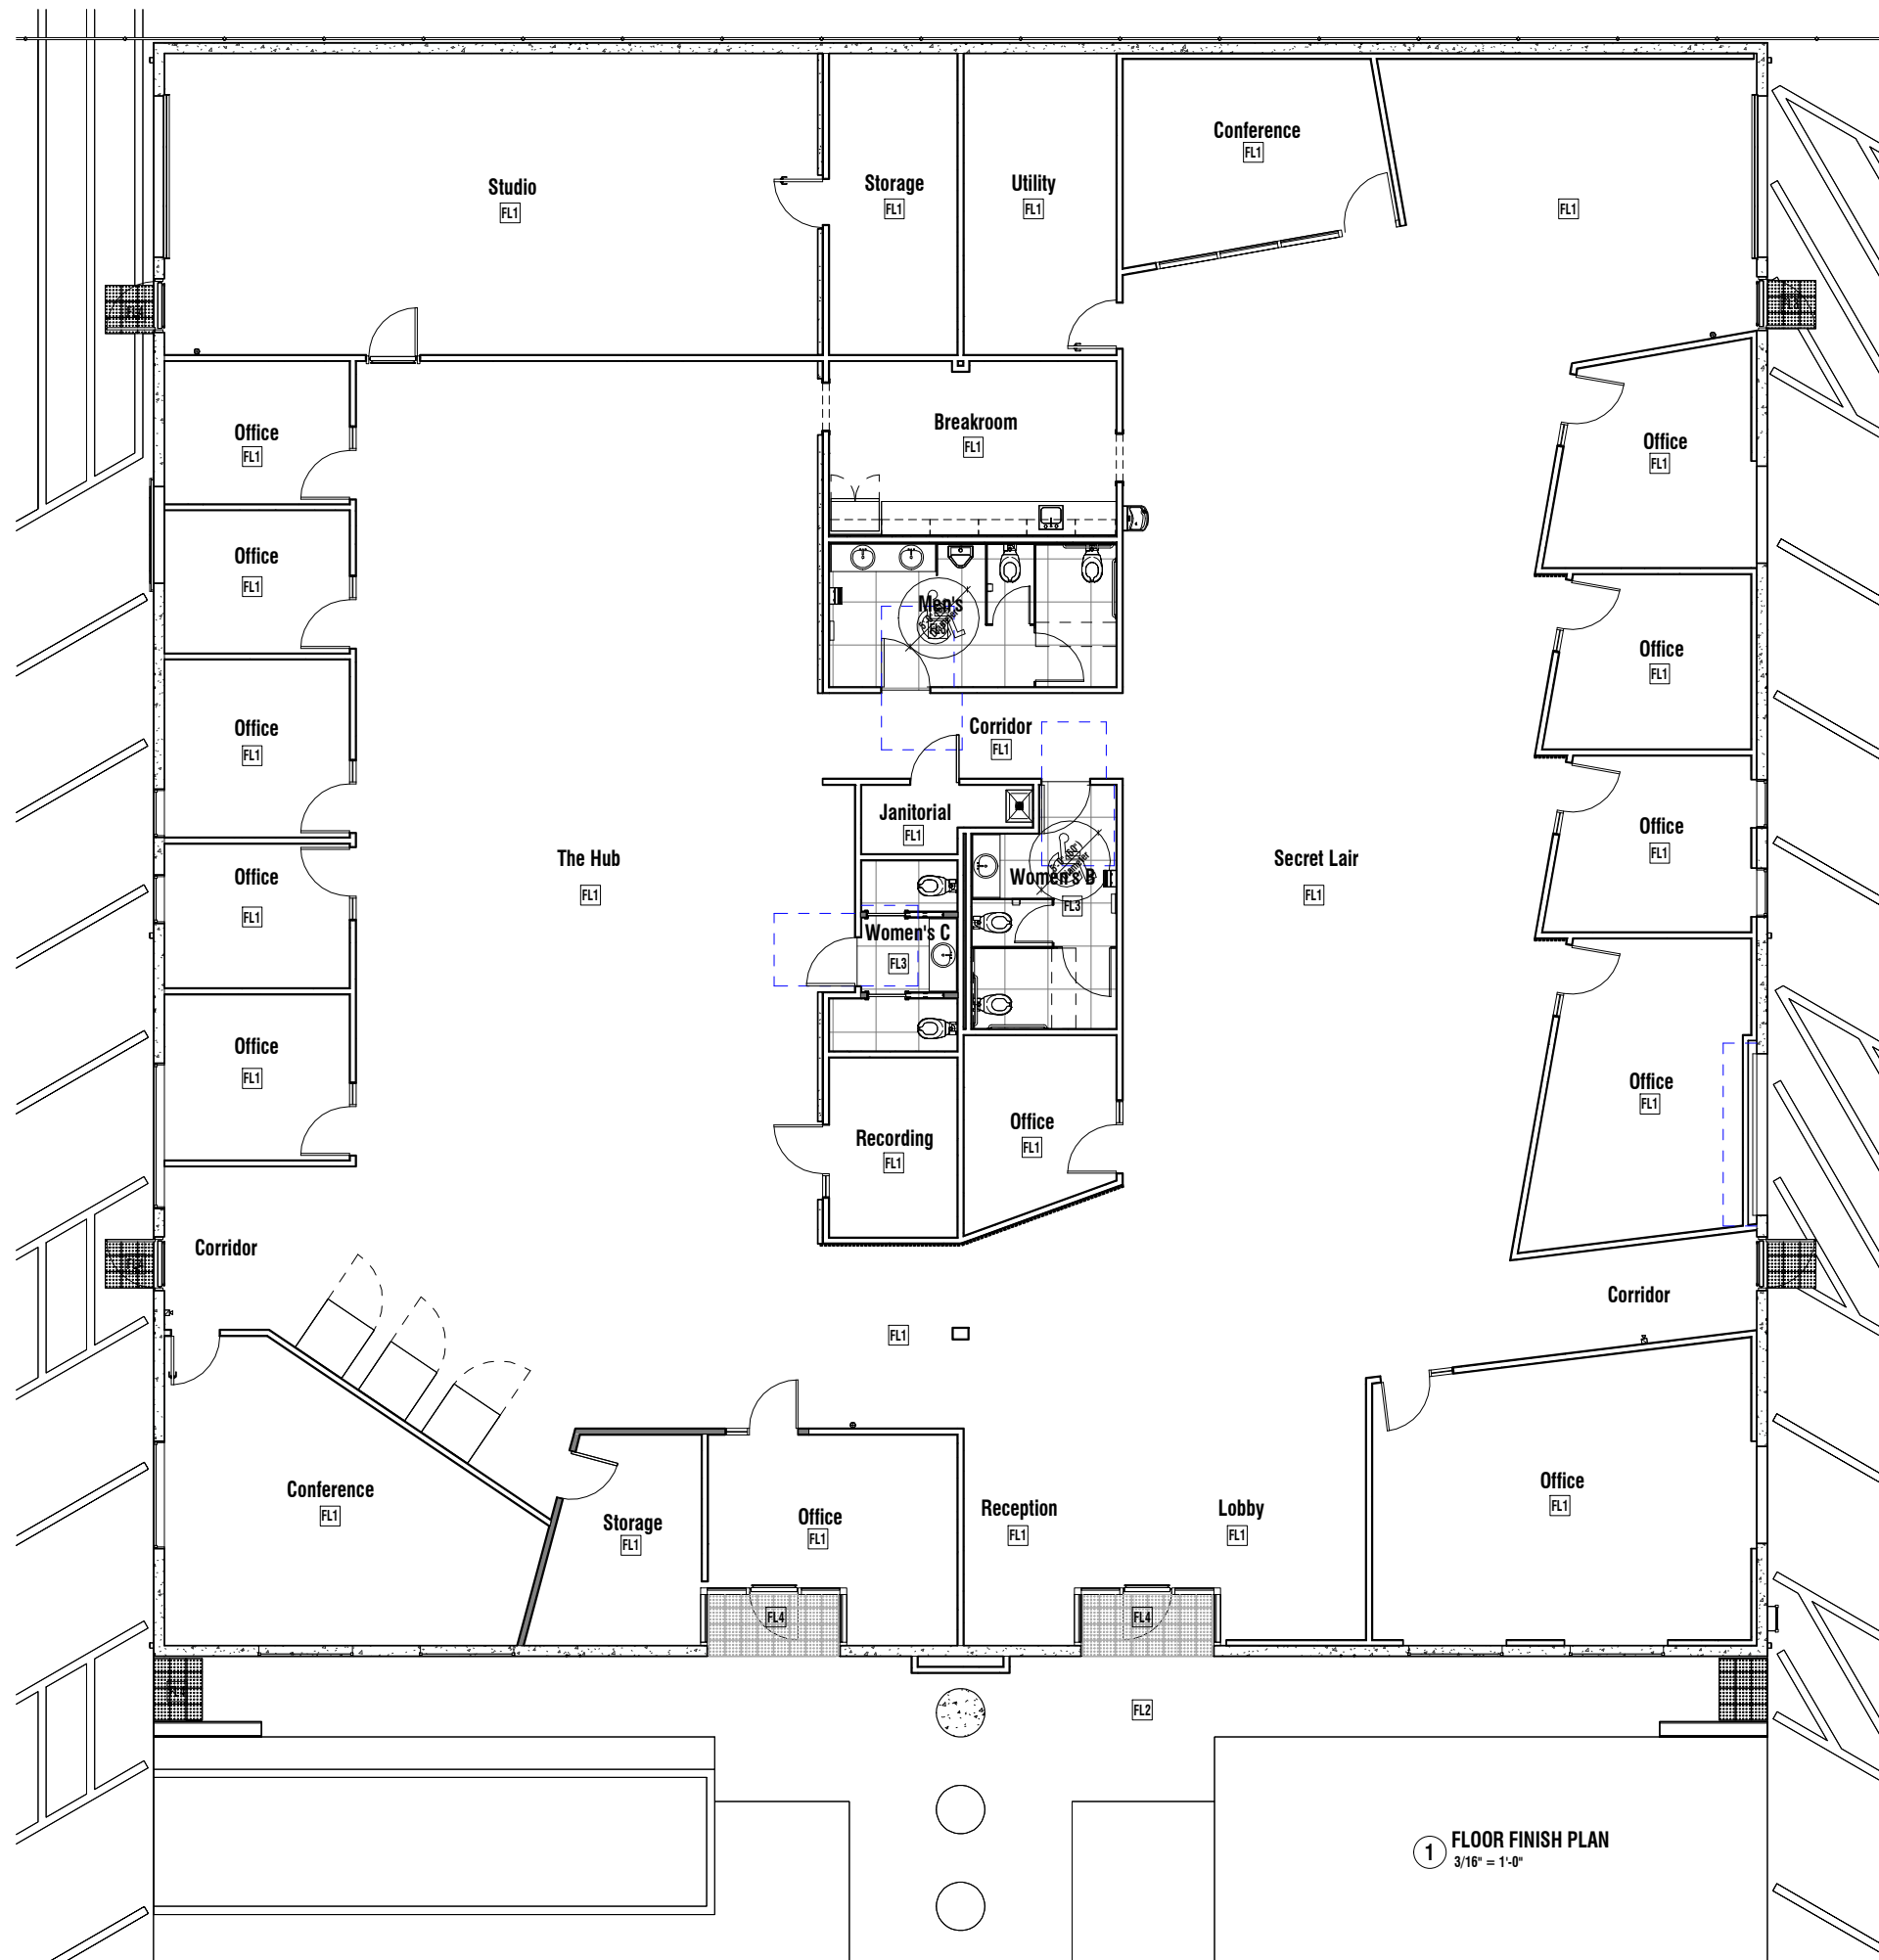 Conference
FL1
Studio
FL1
Storage
FL1
Utility
FL1
FL1
Office
FL1
Breakroom
FL1
Office
FL1
Office
FL1
Men's
Office
FL1
Office
FL1
Corridor
FL1
Janitorial
FL1
Office
FL1
The Hub
FL1
Secret Lair
FL1
Office
FL1
Women's B
FL3
Women's C
FL3
Office
FL1
Office
FL1
Recording
FL1
Office
FL1
Corridor
Corridor
FL1
Conference
FL1
Storage
FL1
Office
FL1
Reception
FL1
Lobby
FL1
Office
FL1
FL4
FL4
FL2
1
FLOOR FINISH PLAN
3/16" = 1'-0"